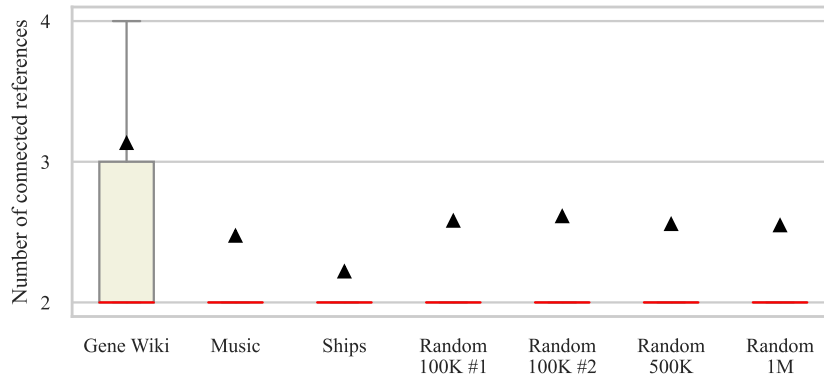 Number of connected references
4
3
2
Gene Wiki
Music
Ships
Random
100K #1
Random
100K #2
Random
500K
Random
1M